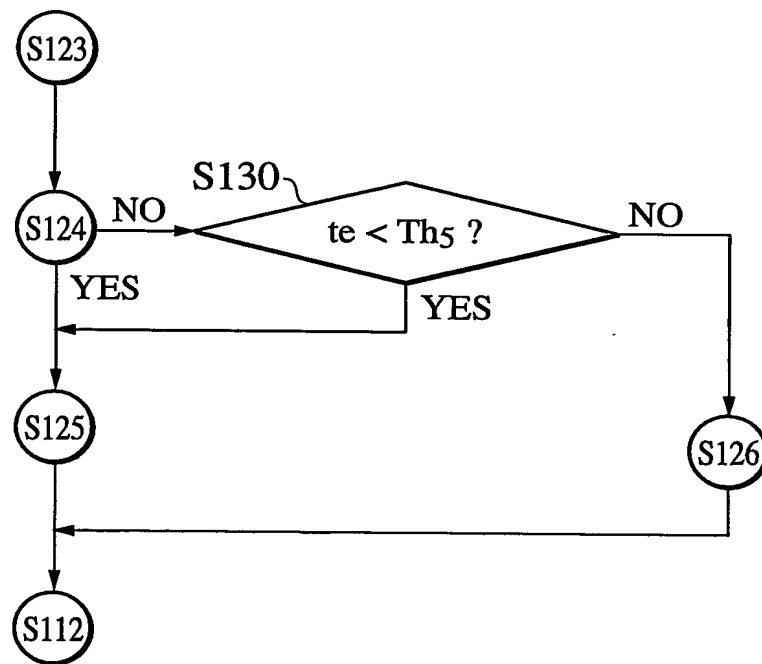 S123
S130
S124
NO
te < Th5 ?
NO
YES
YES
S125
S126
S112